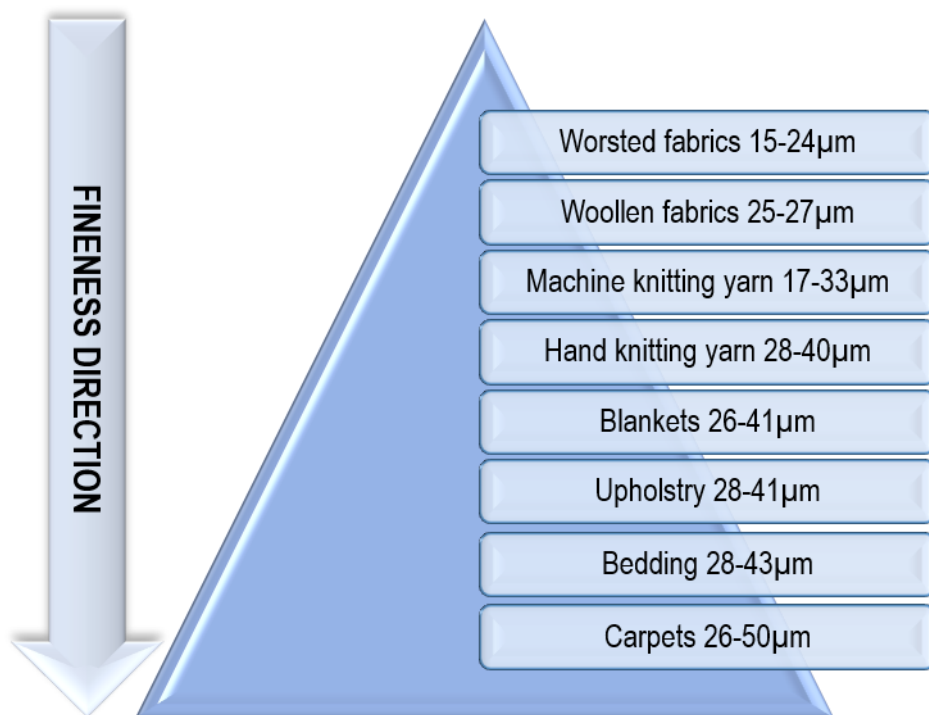 FINENESS DIRECTION
Worsted fabrics 15-24µm
Woollen fabrics 25-27µm
Machine knitting yarn 17-33µm
Hand knitting yarn 28-40µm
Blankets 26-41µm
Upholstry 28-41µm
Bedding 28-43µm
Carpets 26-50µm